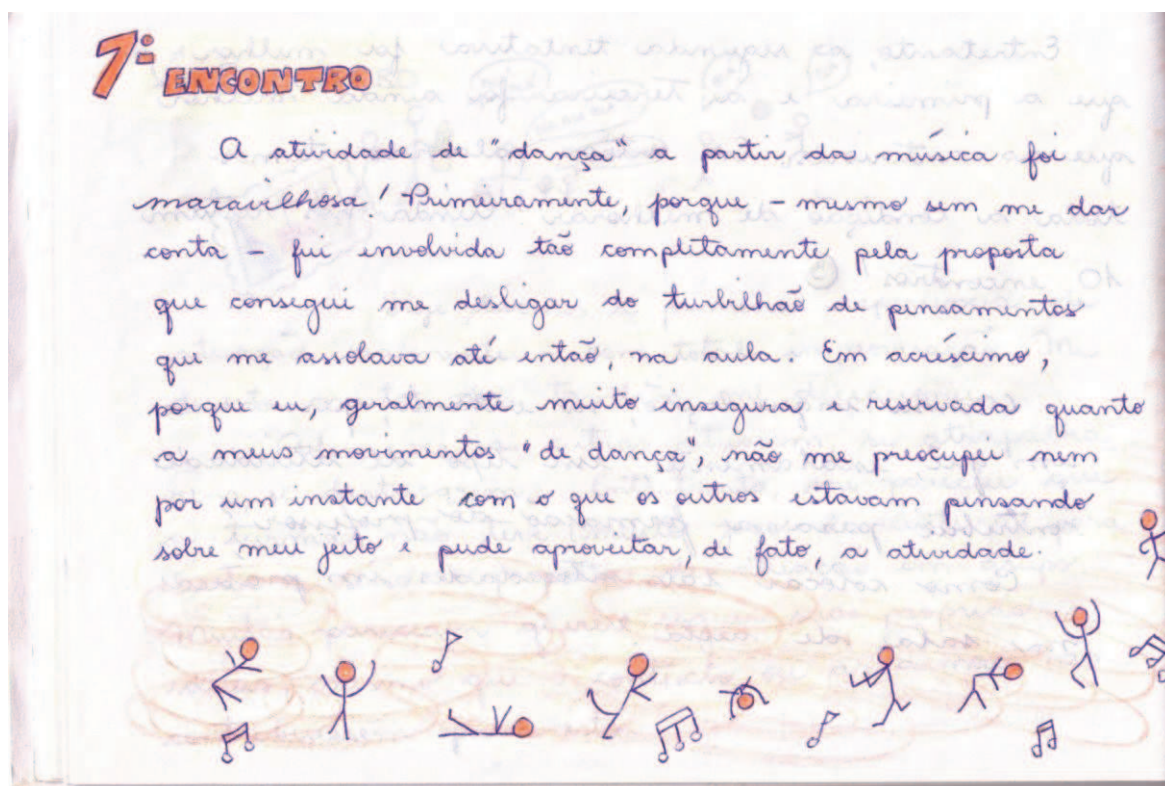 7º ENCONTRO
A atividade de "dança" a partir da música foi
maravilhosa! Primeiramente, porque - mesmo sem me dar
conta - fui envolvida tão completamente pela proposta
que consegui me desligar do turbilhão de pensamentos
que me assolava até então, na aula. Em acréscimo,
porque eu, geralmente muito insegura e reservada quanto
a meus movimentos "de dança", não me preocupei nem
por um instante com o que os outros estavam pensando
sobre meu jeito e pude aproveitar, de fato, a atividade.